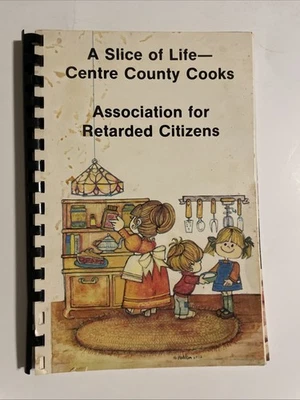 A Slice of Life—
Centre County Cooks
Association for
Retarded Citizens